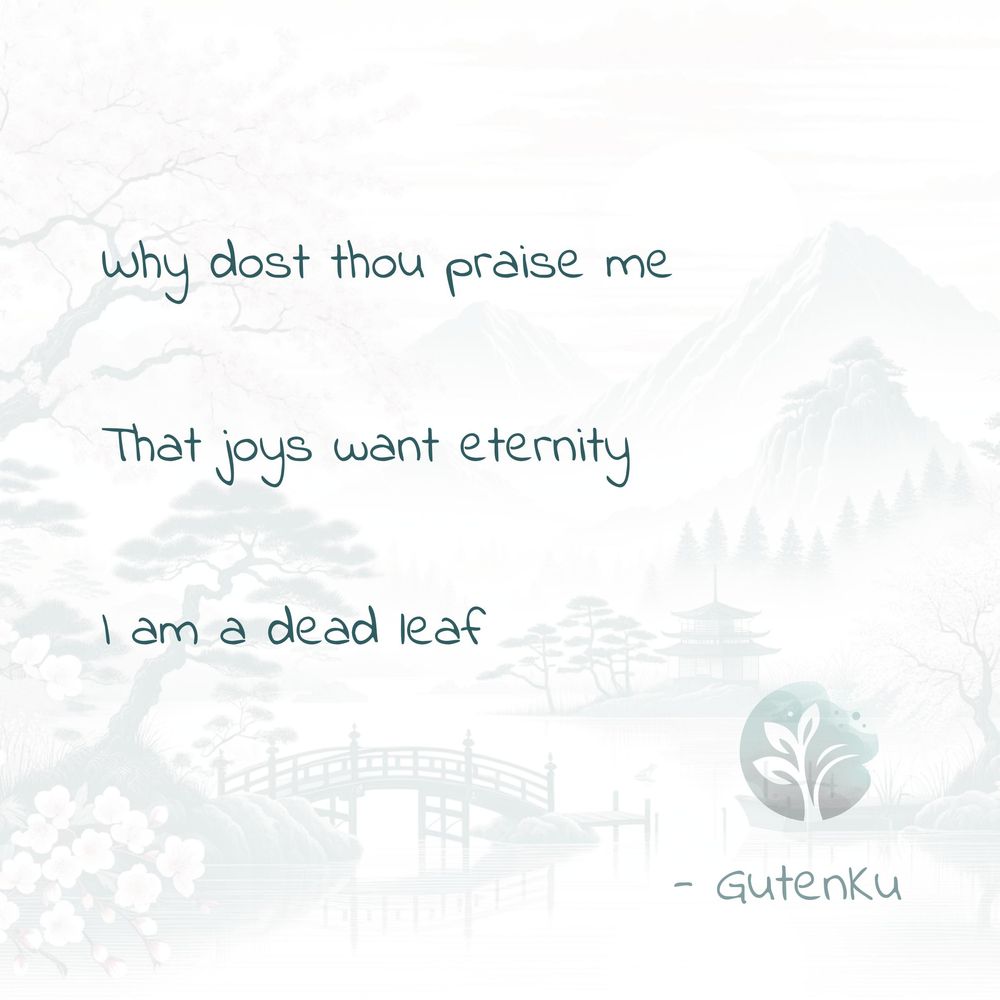 Why dost thou praise me
That joys want eternity
I am a dead leaf
- GutenKu